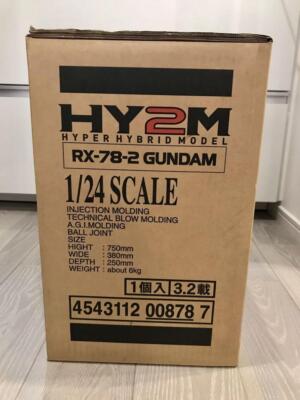 HY2M
HYPER HYBRID MODEL
RX-78-2 GUNDAM
1/24 SCALE
INJECTION MOLDING
TECHNICAL BLOW MOLDING
A.G.I.MOLDING
BALL JOINT
SIZE
HIGHT : 750mm
WIDE : 380mm
DEPTH : 250mm
WEIGHT : about 6kg
1個入 3.2載
4543112 00878 7